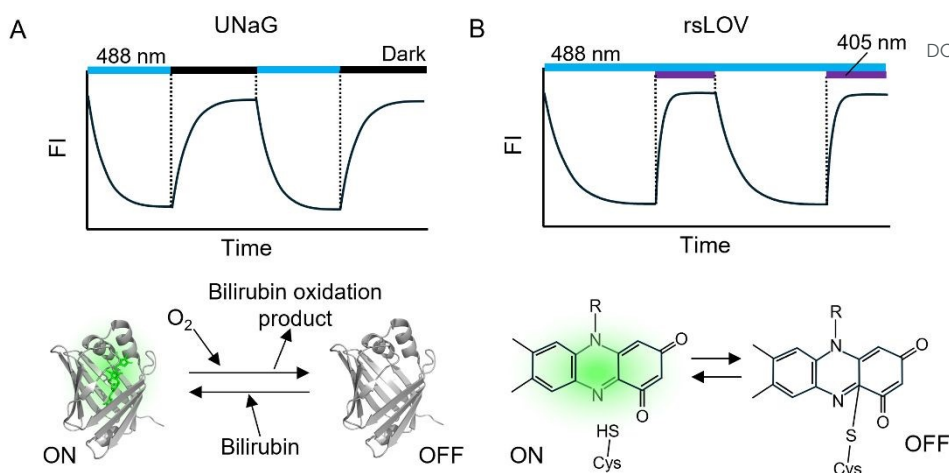 A
UNaG
488 nm
Dark
FI
Time
O2
Bilirubin oxidation
product
Bilirubin
ON
OFF
B
rsLOV
488 nm
405 nm
DC
FI
Time
R
N
N
O
O
HS
Cys
ON
R
N
N
O
O
S
Cys
OFF